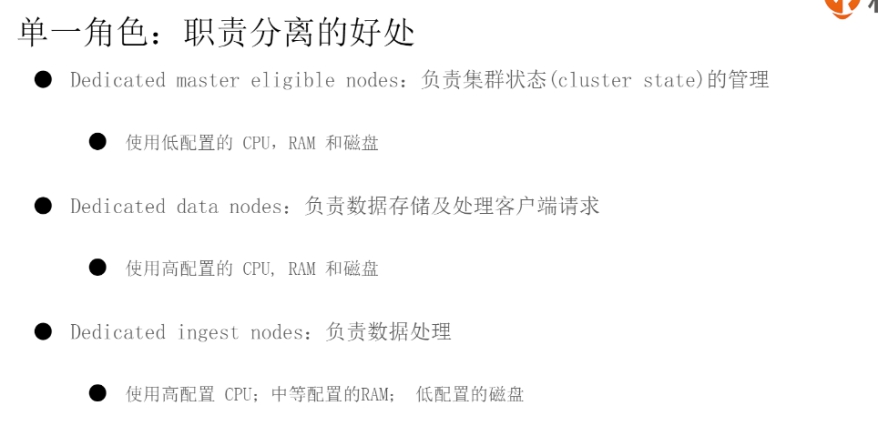 单一角色：职责分离的好处
● Dedicated master eligible nodes：负责集群状态(cluster state)的管理
● 使用低配置的 CPU，RAM 和磁盘
● Dedicated data nodes：负责数据存储及处理客户端请求
● 使用高配置的 CPU, RAM 和磁盘
● Dedicated ingest nodes：负责数据处理
● 使用高配置 CPU；中等配置的RAM； 低配置的磁盘